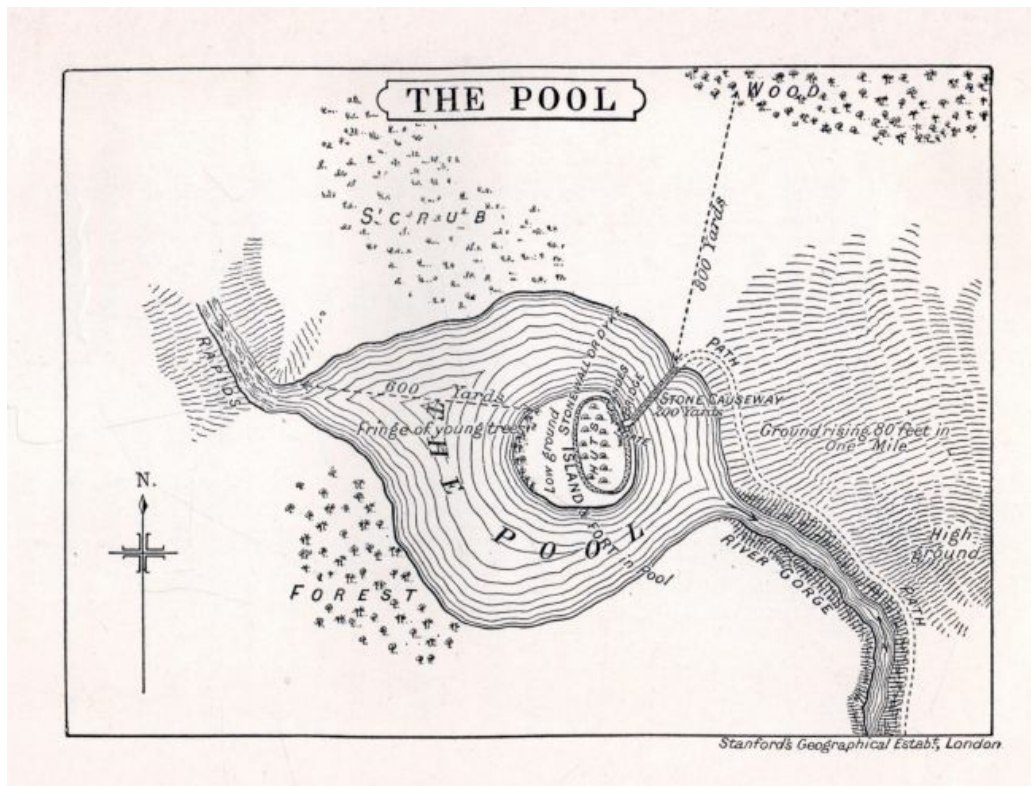 THE POOL
WOOD
SCRUB
800 Yards
RAPIDS
PATH
600 Yards
STONE CAUSEWAY
200 Yards
STONE WALL OR DYKE
BRIDGE
GATE
Fringe of young trees
Low ground
HUTS
ISLAND & FORT in Pool
Ground rising 80 feet in
One Mile
THE
POOL
N.
High
ground
RIVER GORGE
PATH
FOREST
Stanford's Geographical Estabt., London